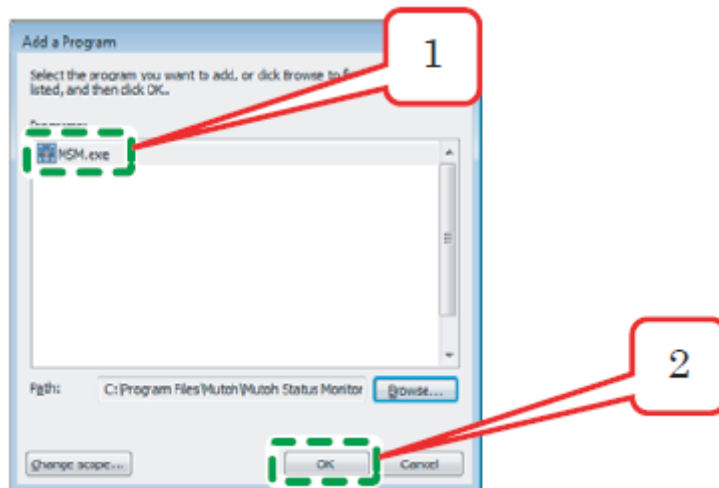 Add a Program
1
Select the program you want to add, or click Browse to
listed, and then click OK.
MSM.exe
Path: C:\Program Files\Mutoh\Mutoh Status Monitor Browse...
2
Change scope... OK Cancel